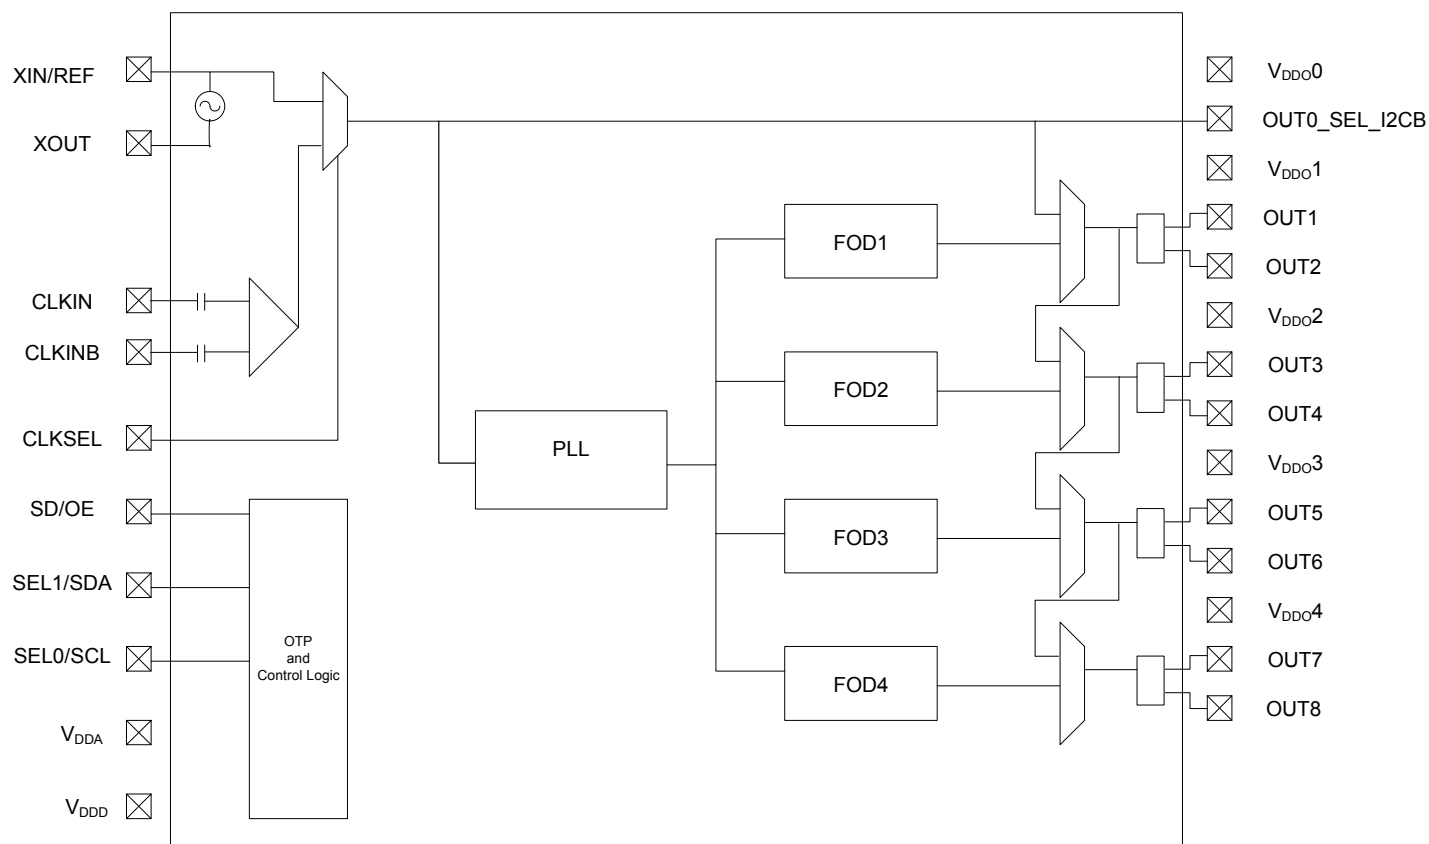 XIN/REF
XOUT
CLKIN
CLKINB
CLKSEL
SD/OE
SEL1/SDA
SEL0/SCL
VDDA
VDDD
OTP
and
Control Logic
PLL
FOD1
FOD2
FOD3
FOD4
VDDO0
OUT0_SEL_I2CB
VDDO1
OUT1
OUT2
VDDO2
OUT3
OUT4
VDDO3
OUT5
OUT6
VDDO4
OUT7
OUT8